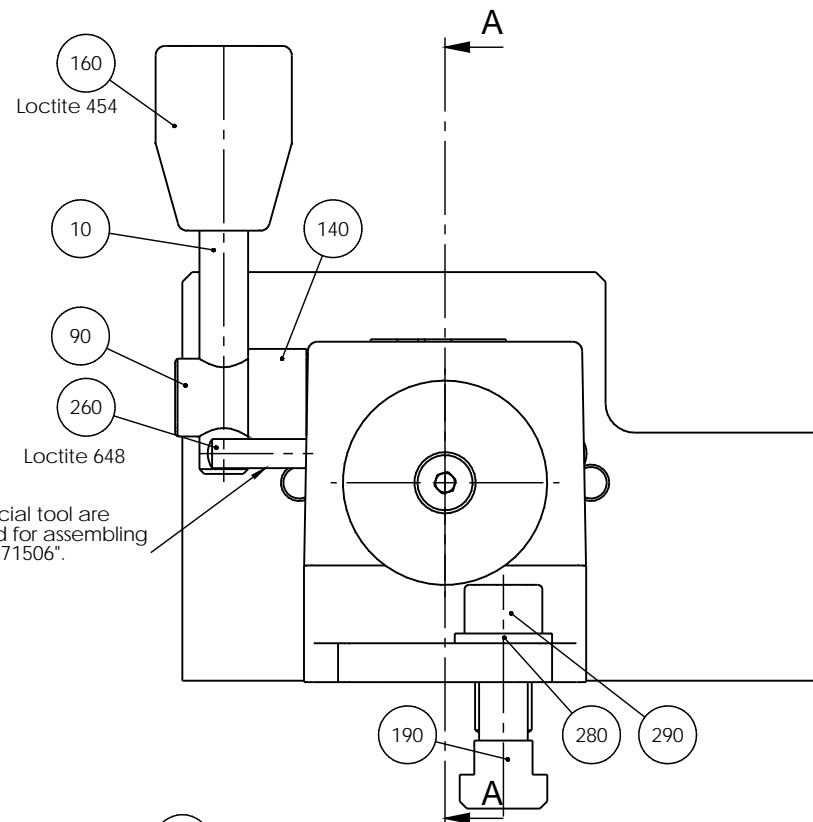 A
160
Loctite 454
10
140
90
260
Loctite 648
cial tool are
d for assembling
71506".
190
280
290
A